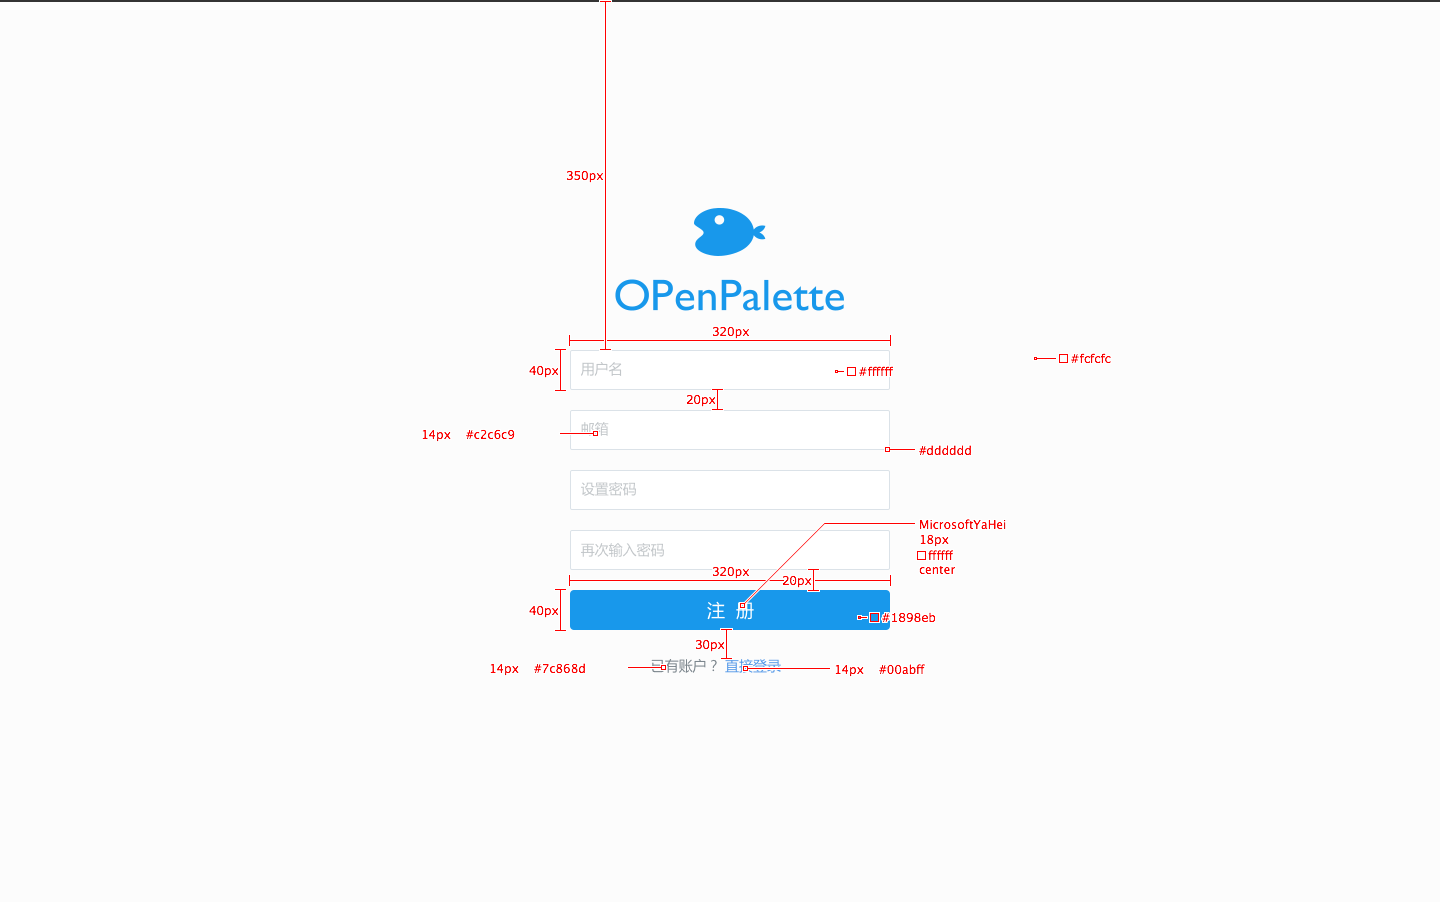 350px
OPenPalette
320px
40px
用户名
#ffffff
#fcfcfc
20px
14px #c2c6c9
邮箱
#dddddd
设置密码
MicrosoftYaHei
18px
ffffff
center
再次输入密码
320px
20px
40px
注 册
#1898eb
30px
14px #7c868d
已有账户？ 直接登录
14px #00abff